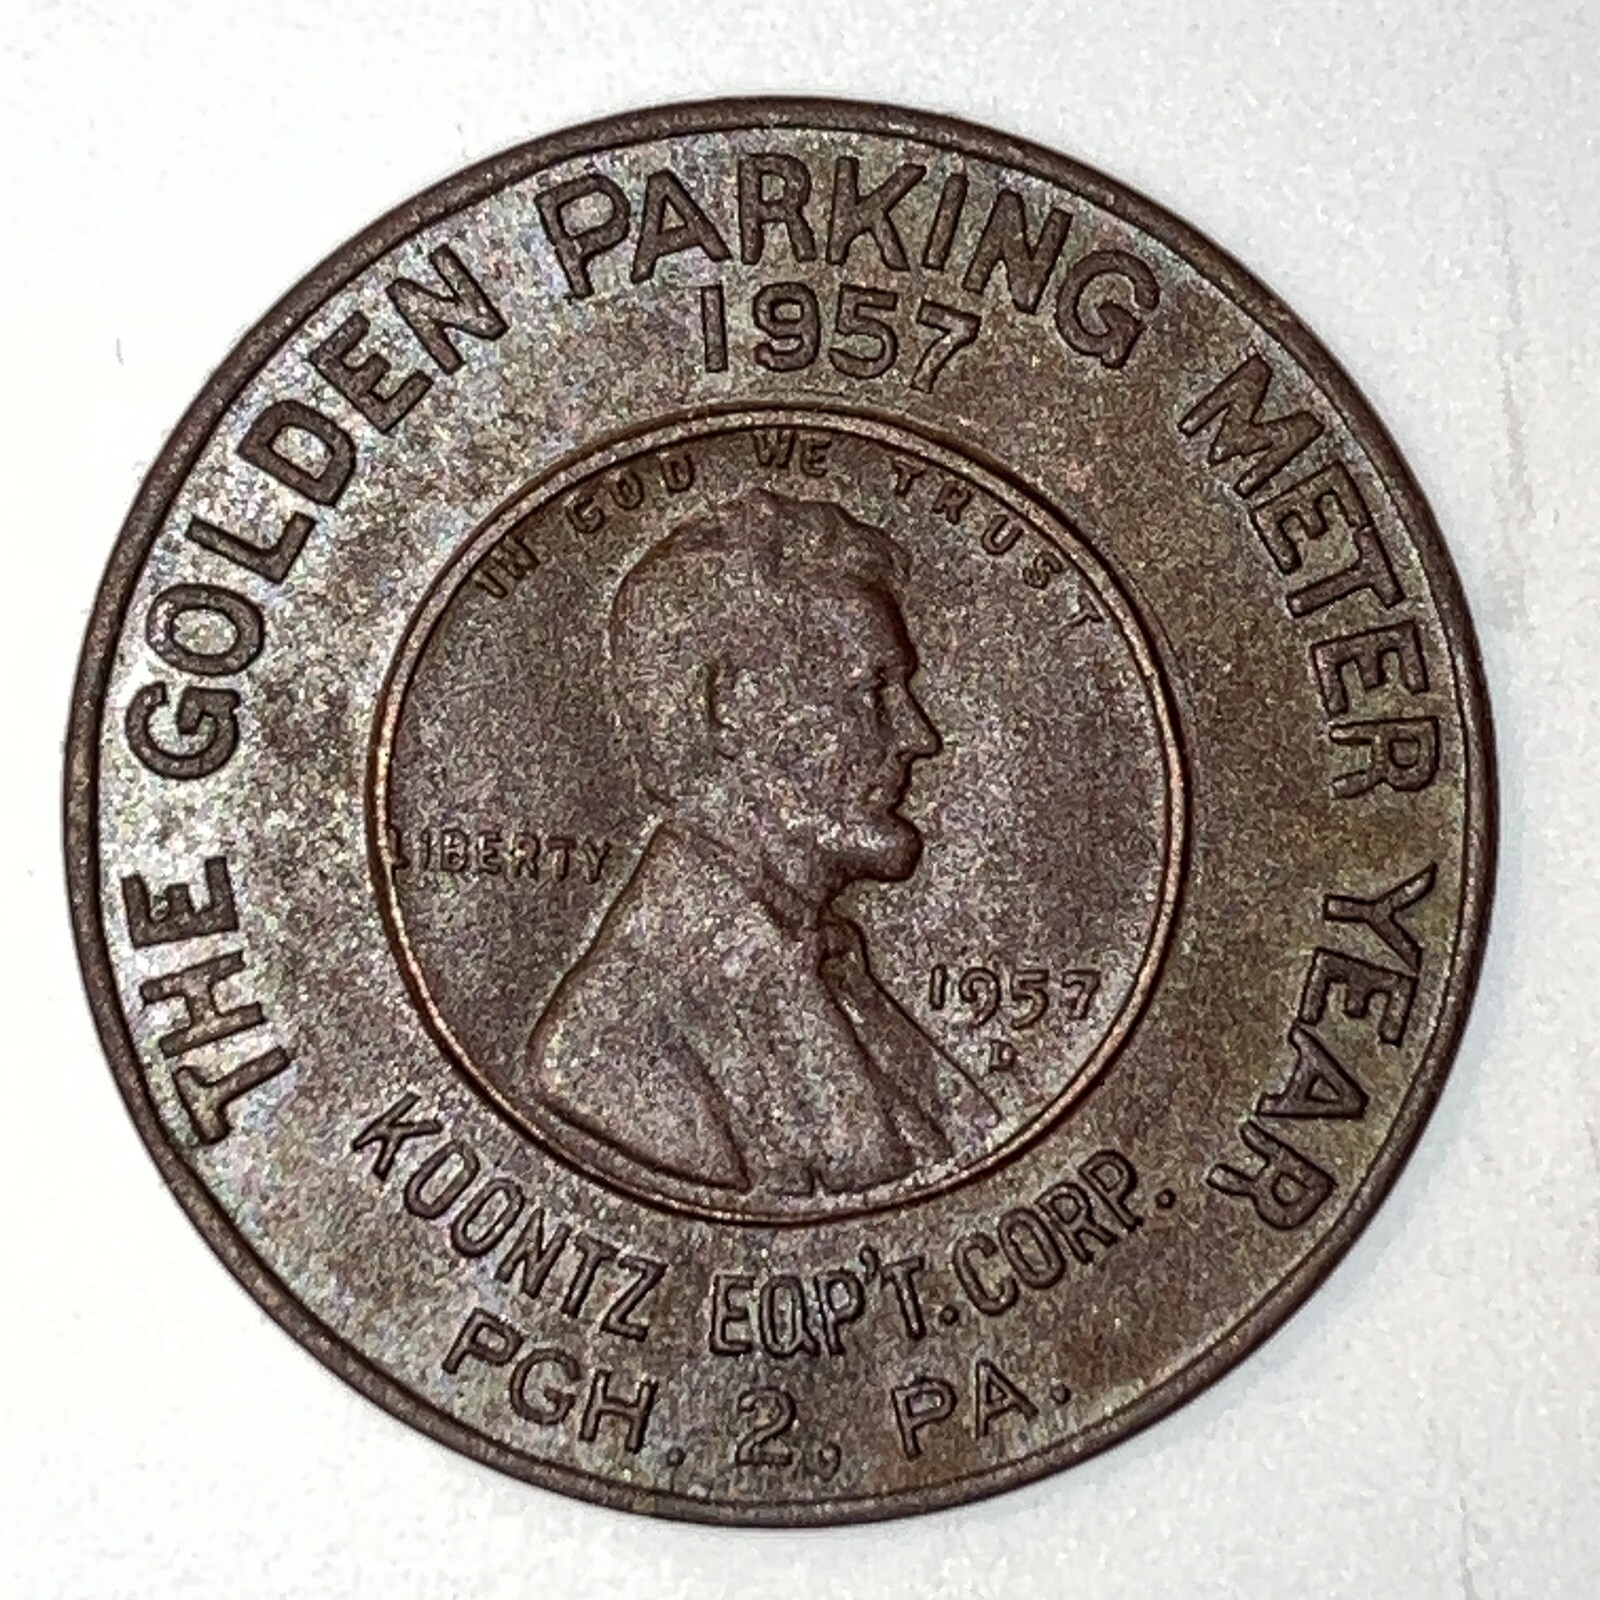 THE GOLDEN PARKING METER YEAR
1957
IN GOD WE TRUST
LIBERTY
1957
D
KOONTZ EQP'T. CORP.
PGH. 2, PA.